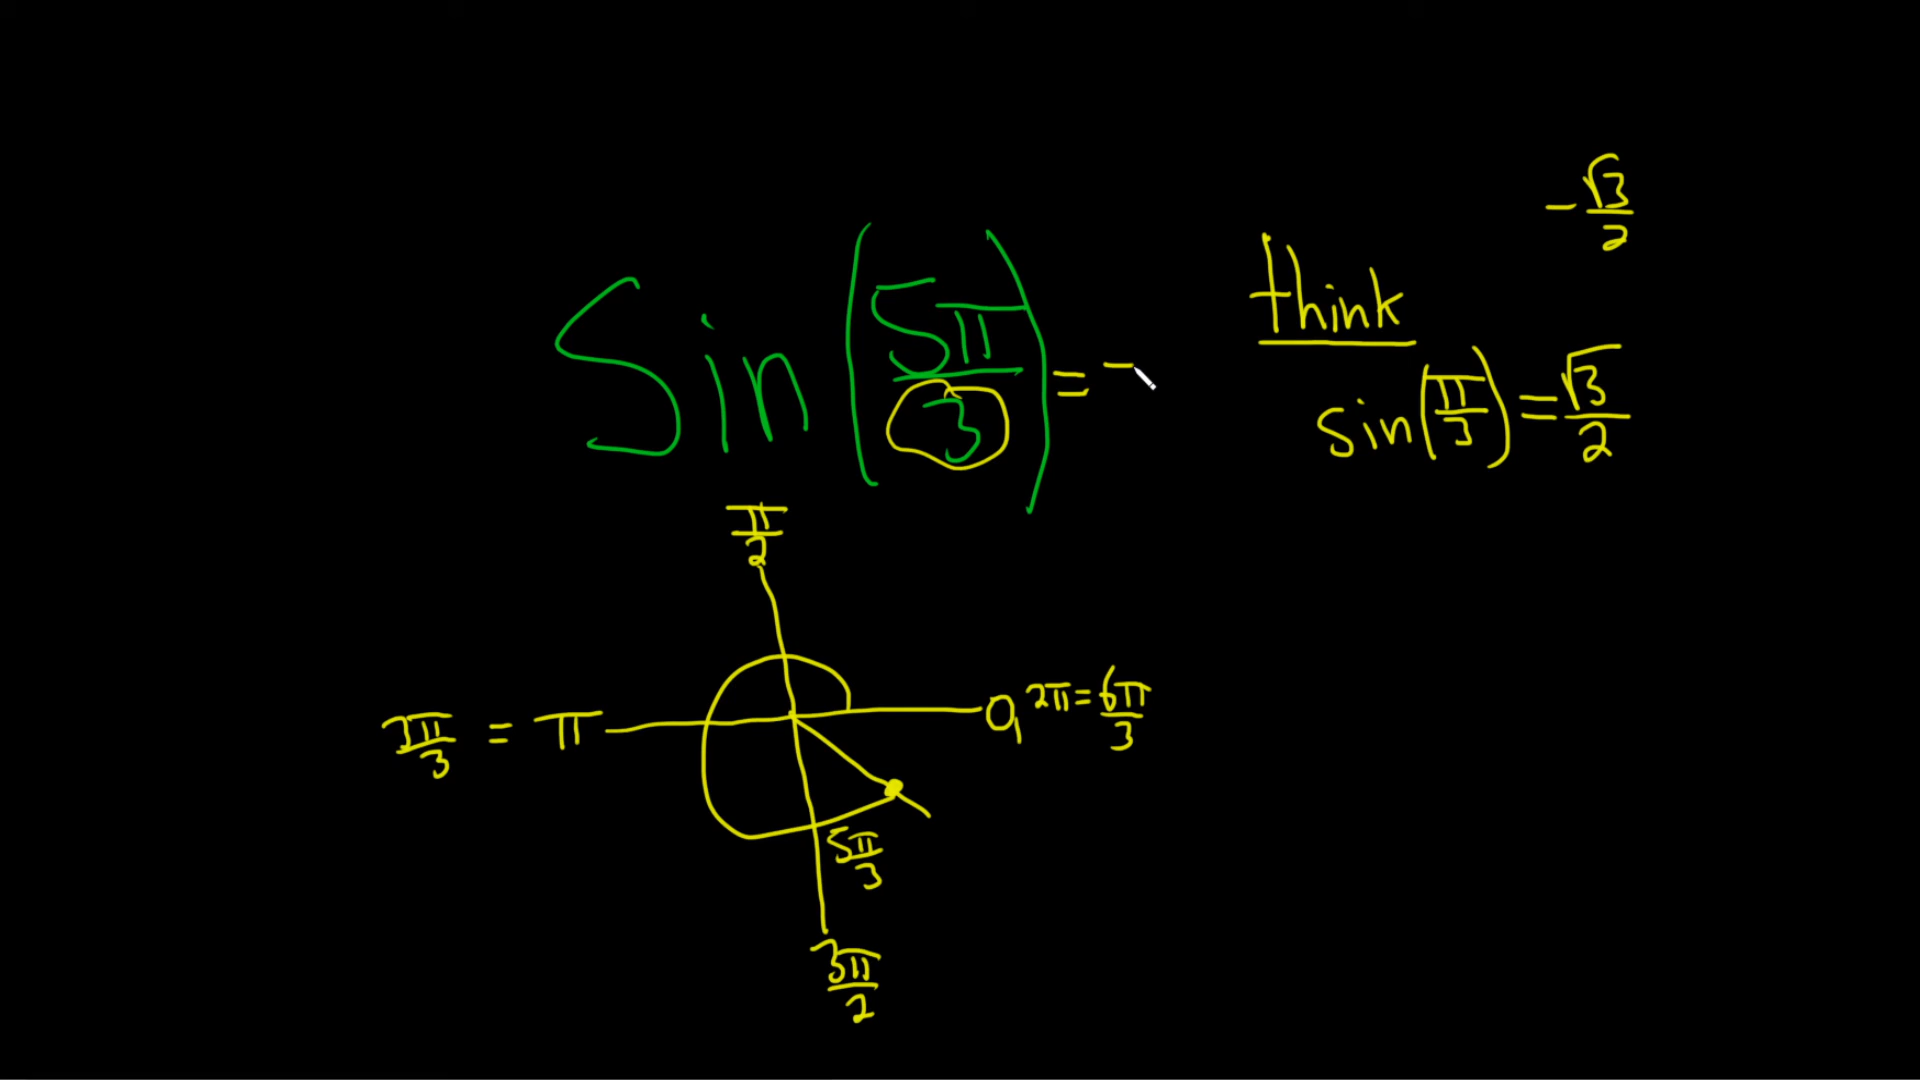 -√3/2
think
Sin(5π/3) = -
sin(π/3) = √3/2
π/2
3π/3 = π
0, 2π = 6π/3
5π/3
3π/2